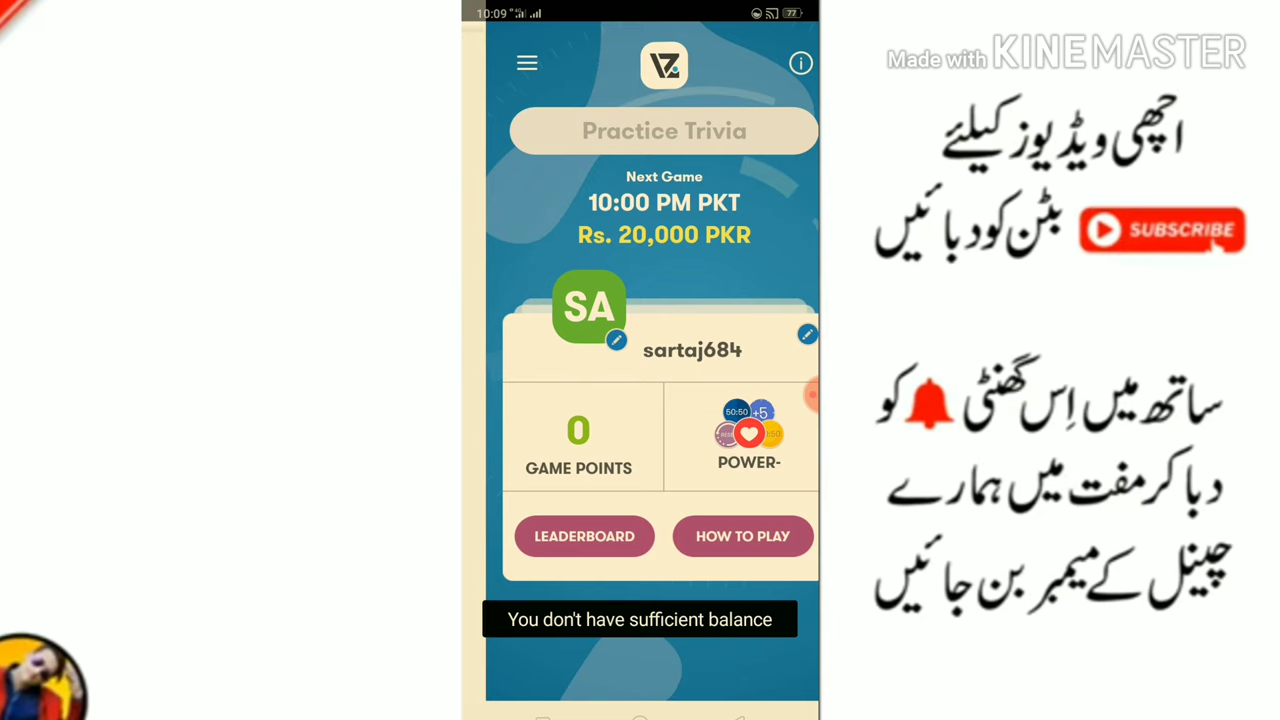 10:09
77
Practice Trivia
Next Game
10:00 PM PKT
Rs. 20,000 PKR
SA
sartaj684
50:50
+5
0
GAME POINTS
POWER-
LEADERBOARD
HOW TO PLAY
You don't have sufficient balance
Made with KINEMASTER
اچھی ویڈیوز کیلئے
بٹن کو دبائیں
SUBSCRIBE
ساتھ میں اِس گھنٹی کو
دبا کر مفت میں ہمارے
چینل کے میمبر بن جائیں